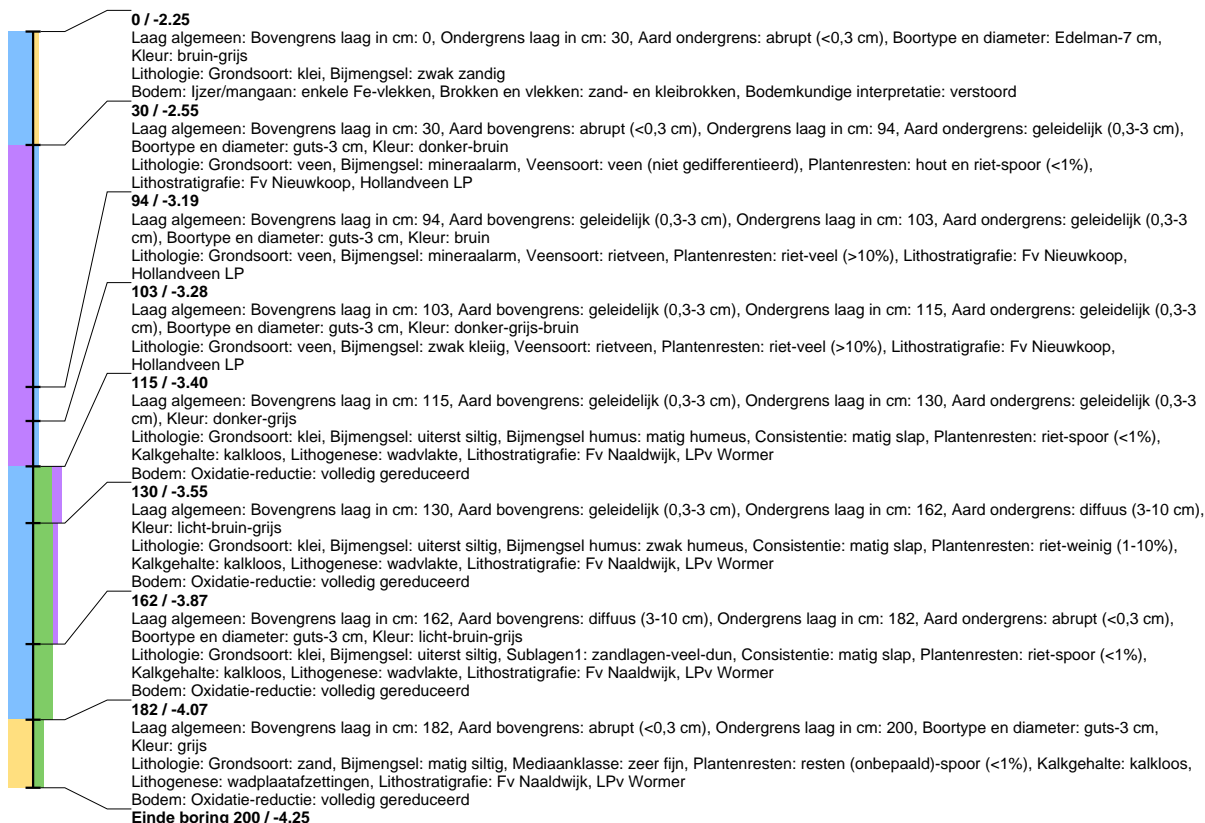 0 / -2.25
Laag algemeen: Bovengrens laag in cm: 0, Ondergrens laag in cm: 30, Aard ondergrens: abrupt (<0,3 cm), Boortype en diameter: Edelman-7 cm,
Kleur: bruin-grijs
Lithologie: Grondsoort: klei, Bijmengsel: zwak zandig
Bodem: Ijzer/mangaan: enkele Fe-vlekken, Brokken en vlekken: zand- en kleibrokken, Bodemkundige interpretatie: verstoord
30 / -2.55
Laag algemeen: Bovengrens laag in cm: 30, Aard bovengrens: abrupt (<0,3 cm), Ondergrens laag in cm: 94, Aard ondergrens: geleidelijk (0,3-3 cm),
Boortype en diameter: guts-3 cm, Kleur: donker-bruin
Lithologie: Grondsoort: veen, Bijmengsel: mineraalarm, Veensoort: veen (niet gedifferentieerd), Plantenresten: hout en riet-spoor (<1%),
Lithostratigrafie: Fv Nieuwkoop, Hollandveen LP
94 / -3.19
Laag algemeen: Bovengrens laag in cm: 94, Aard bovengrens: geleidelijk (0,3-3 cm), Ondergrens laag in cm: 103, Aard ondergrens: geleidelijk (0,3-3
cm), Boortype en diameter: guts-3 cm, Kleur: bruin
Lithologie: Grondsoort: veen, Bijmengsel: mineraalarm, Veensoort: rietveen, Plantenresten: riet-veel (>10%), Lithostratigrafie: Fv Nieuwkoop,
Hollandveen LP
103 / -3.28
Laag algemeen: Bovengrens laag in cm: 103, Aard bovengrens: geleidelijk (0,3-3 cm), Ondergrens laag in cm: 115, Aard ondergrens: geleidelijk (0,3-3
cm), Boortype en diameter: guts-3 cm, Kleur: donker-grijs-bruin
Lithologie: Grondsoort: veen, Bijmengsel: zwak kleiig, Veensoort: rietveen, Plantenresten: riet-veel (>10%), Lithostratigrafie: Fv Nieuwkoop,
Hollandveen LP
115 / -3.40
Laag algemeen: Bovengrens laag in cm: 115, Aard bovengrens: geleidelijk (0,3-3 cm), Ondergrens laag in cm: 130, Aard ondergrens: geleidelijk (0,3-3
cm), Kleur: donker-grijs
Lithologie: Grondsoort: klei, Bijmengsel: uiterst siltig, Bijmengsel humus: matig humeus, Consistentie: matig slap, Plantenresten: riet-spoor (<1%),
Kalkgehalte: kalkloos, Lithogenese: wadvlakte, Lithostratigrafie: Fv Naaldwijk, LPv Wormer
Bodem: Oxidatie-reductie: volledig gereduceerd
130 / -3.55
Laag algemeen: Bovengrens laag in cm: 130, Aard bovengrens: geleidelijk (0,3-3 cm), Ondergrens laag in cm: 162, Aard ondergrens: diffuus (3-10 cm),
Kleur: licht-bruin-grijs
Lithologie: Grondsoort: klei, Bijmengsel: uiterst siltig, Bijmengsel humus: zwak humeus, Consistentie: matig slap, Plantenresten: riet-weinig (1-10%),
Kalkgehalte: kalkloos, Lithogenese: wadvlakte, Lithostratigrafie: Fv Naaldwijk, LPv Wormer
Bodem: Oxidatie-reductie: volledig gereduceerd
162 / -3.87
Laag algemeen: Bovengrens laag in cm: 162, Aard bovengrens: diffuus (3-10 cm), Ondergrens laag in cm: 182, Aard ondergrens: abrupt (<0,3 cm),
Boortype en diameter: guts-3 cm, Kleur: licht-bruin-grijs
Lithologie: Grondsoort: klei, Bijmengsel: uiterst siltig, Sublagen1: zandlagen-veel-dun, Consistentie: matig slap, Plantenresten: riet-spoor (<1%),
Kalkgehalte: kalkloos, Lithogenese: wadvlakte, Lithostratigrafie: Fv Naaldwijk, LPv Wormer
Bodem: Oxidatie-reductie: volledig gereduceerd
182 / -4.07
Laag algemeen: Bovengrens laag in cm: 182, Aard bovengrens: abrupt (<0,3 cm), Ondergrens laag in cm: 200, Boortype en diameter: guts-3 cm,
Kleur: grijs
Lithologie: Grondsoort: zand, Bijmengsel: matig siltig, Mediaanklasse: zeer fijn, Plantenresten: resten (onbepaald)-spoor (<1%), Kalkgehalte: kalkloos,
Lithogenese: wadplaatafzettingen, Lithostratigrafie: Fv Naaldwijk, LPv Wormer
Bodem: Oxidatie-reductie: volledig gereduceerd
Einde boring 200 / -4.25